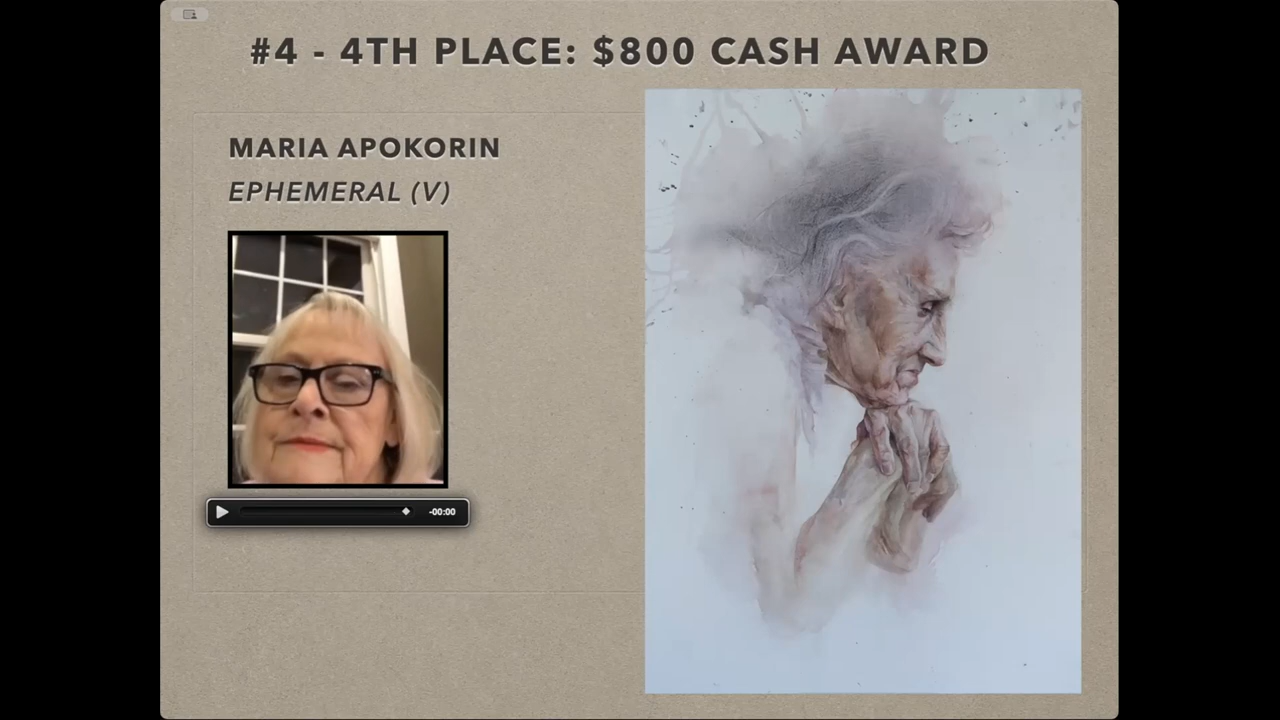 #4 - 4TH PLACE: $800 CASH AWARD
MARIA APOKORIN
EPHEMERAL (V)
-00:00